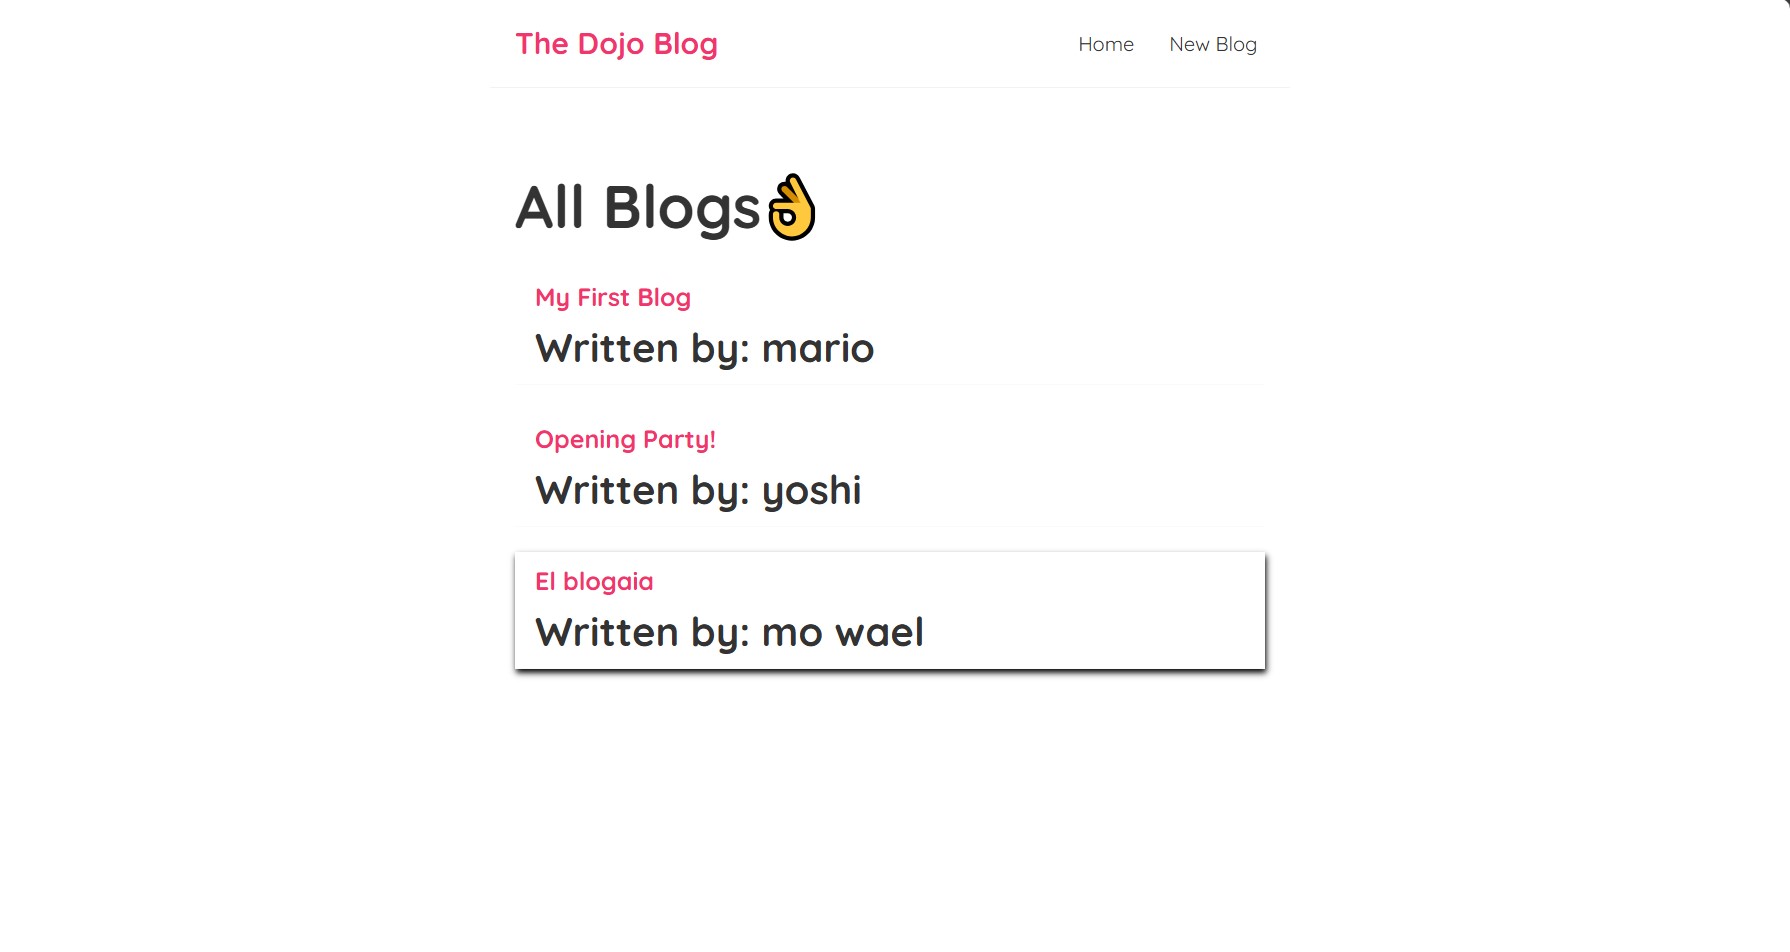 The Dojo Blog
Home
New Blog
All Blogs👌
My First Blog
Written by: mario
Opening Party!
Written by: yoshi
El blogaia
Written by: mo wael